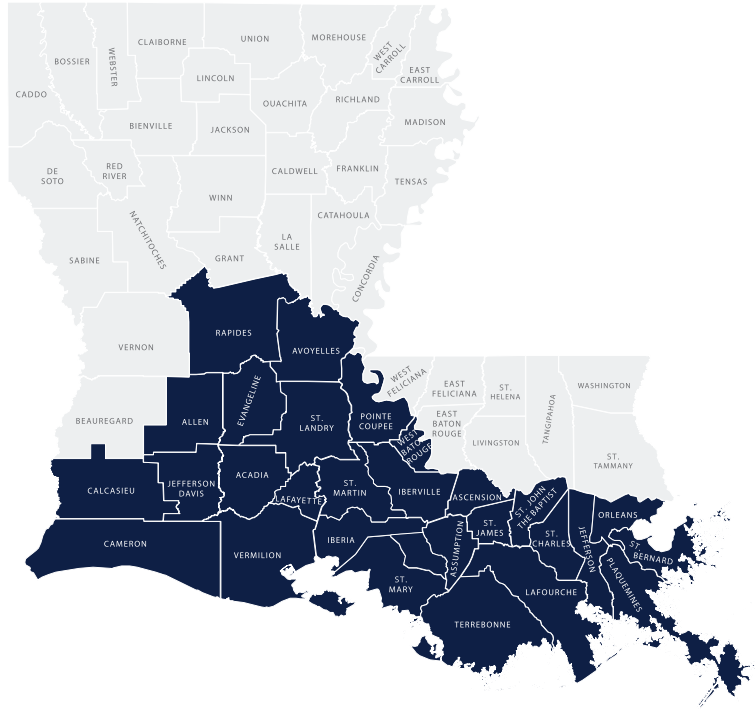 CLAIBORNE
UNION
MOREHOUSE
WEST
CARROLL
BOSSIER
WEBSTER
LINCOLN
EAST
CARROLL
CADDO
OUACHITA
RICHLAND
MADISON
BIENVILLE
JACKSON
DE
SOTO
RED
RIVER
CALDWELL
FRANKLIN
TENSAS
WINN
CATAHOULA
NATCHITOCHES
LA
SALLE
SABINE
GRANT
CONCORDIA
VERNON
RAPIDES
AVOYELLES
WEST
FELICIANA
EAST
FELICIANA
ST.
HELENA
TANGIPAHOA
WASHINGTON
BEAUREGARD
ALLEN
EVANGELINE
ST.
LANDRY
POINTE
COUPEE
WEST
BATON
ROUGE
EAST
BATON
ROUGE
LIVINGSTON
ST.
TAMMANY
CALCASIEU
JEFFERSON
DAVIS
ACADIA
LAFAYETTE
ST.
MARTIN
IBERVILLE
ASCENSION
ST. JOHN
THE BAPTIST
ORLEANS
CAMERON
VERMILION
IBERIA
ASSUMPTION
ST.
JAMES
ST.
CHARLES
JEFFERSON
ST.
BERNARD
PLAQUEMINES
ST.
MARY
LAFOURCHE
TERREBONNE